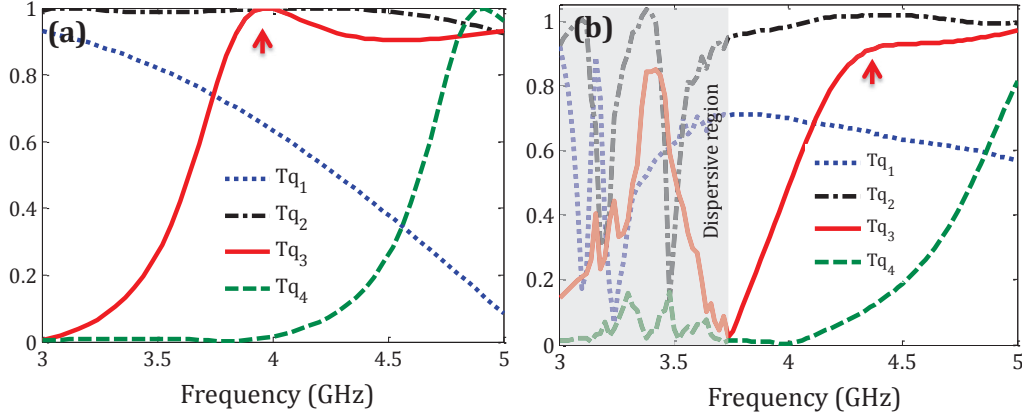 (a)
1
0.8
0.6
0.4
0.2
0
Tq1
Tq2
Tq3
Tq4
3 3.5 4 4.5 5
Frequency (GHz)
(b)
1
0.8
0.6
0.4
0.2
0
Dispersive region
Tq1
Tq2
Tq3
Tq4
3 3.5 4 4.5 5
Frequency (GHz)